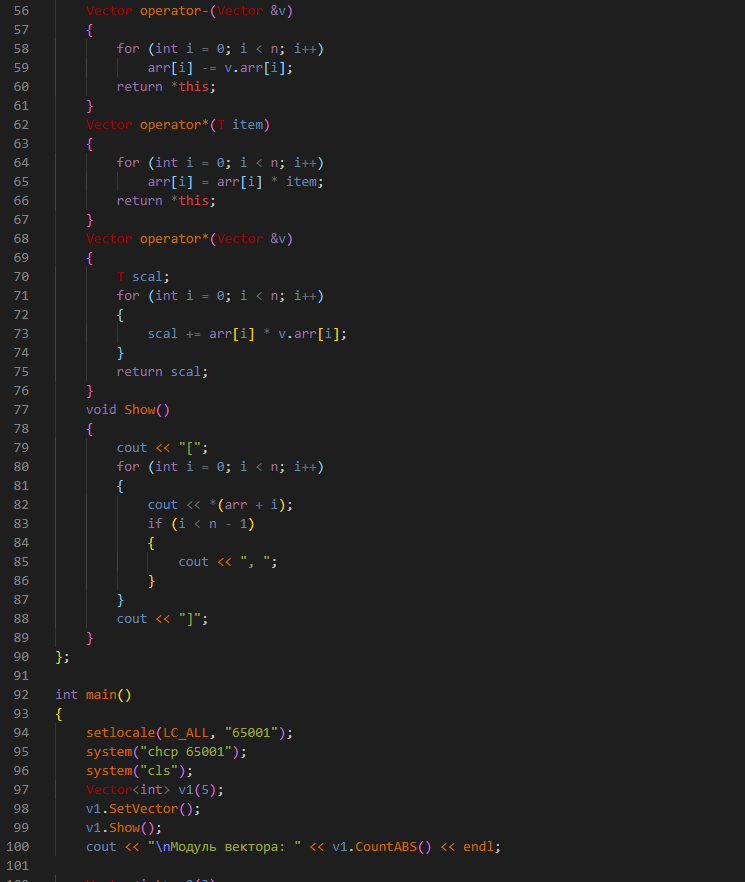 56 Vector operator-(Vector &v)
57 {
58 for (int i = 0; i < n; i++)
59 arr[i] -= v.arr[i];
60 return *this;
61 }
62 Vector operator*(T item)
63 {
64 for (int i = 0; i < n; i++)
65 arr[i] = arr[i] * item;
66 return *this;
67 }
68 Vector operator*(Vector &v)
69 {
70 T scal;
71 for (int i = 0; i < n; i++)
72 {
73 scal += arr[i] * v.arr[i];
74 }
75 return scal;
76 }
77 void Show()
78 {
79 cout << "[";
80 for (int i = 0; i < n; i++)
81 {
82 cout << *(arr + i);
83 if (i < n - 1)
84 {
85 cout << ", ";
86 }
87 }
88 cout << "]";
89 }
90 };
91
92 int main()
93 {
94 setlocale(LC_ALL, "65001");
95 system("chcp 65001");
96 system("cls");
97 Vector<int> v1(5);
98 v1.SetVector();
99 v1.Show();
100 cout << "\nМодуль вектора: " << v1.CountABS() << endl;
101